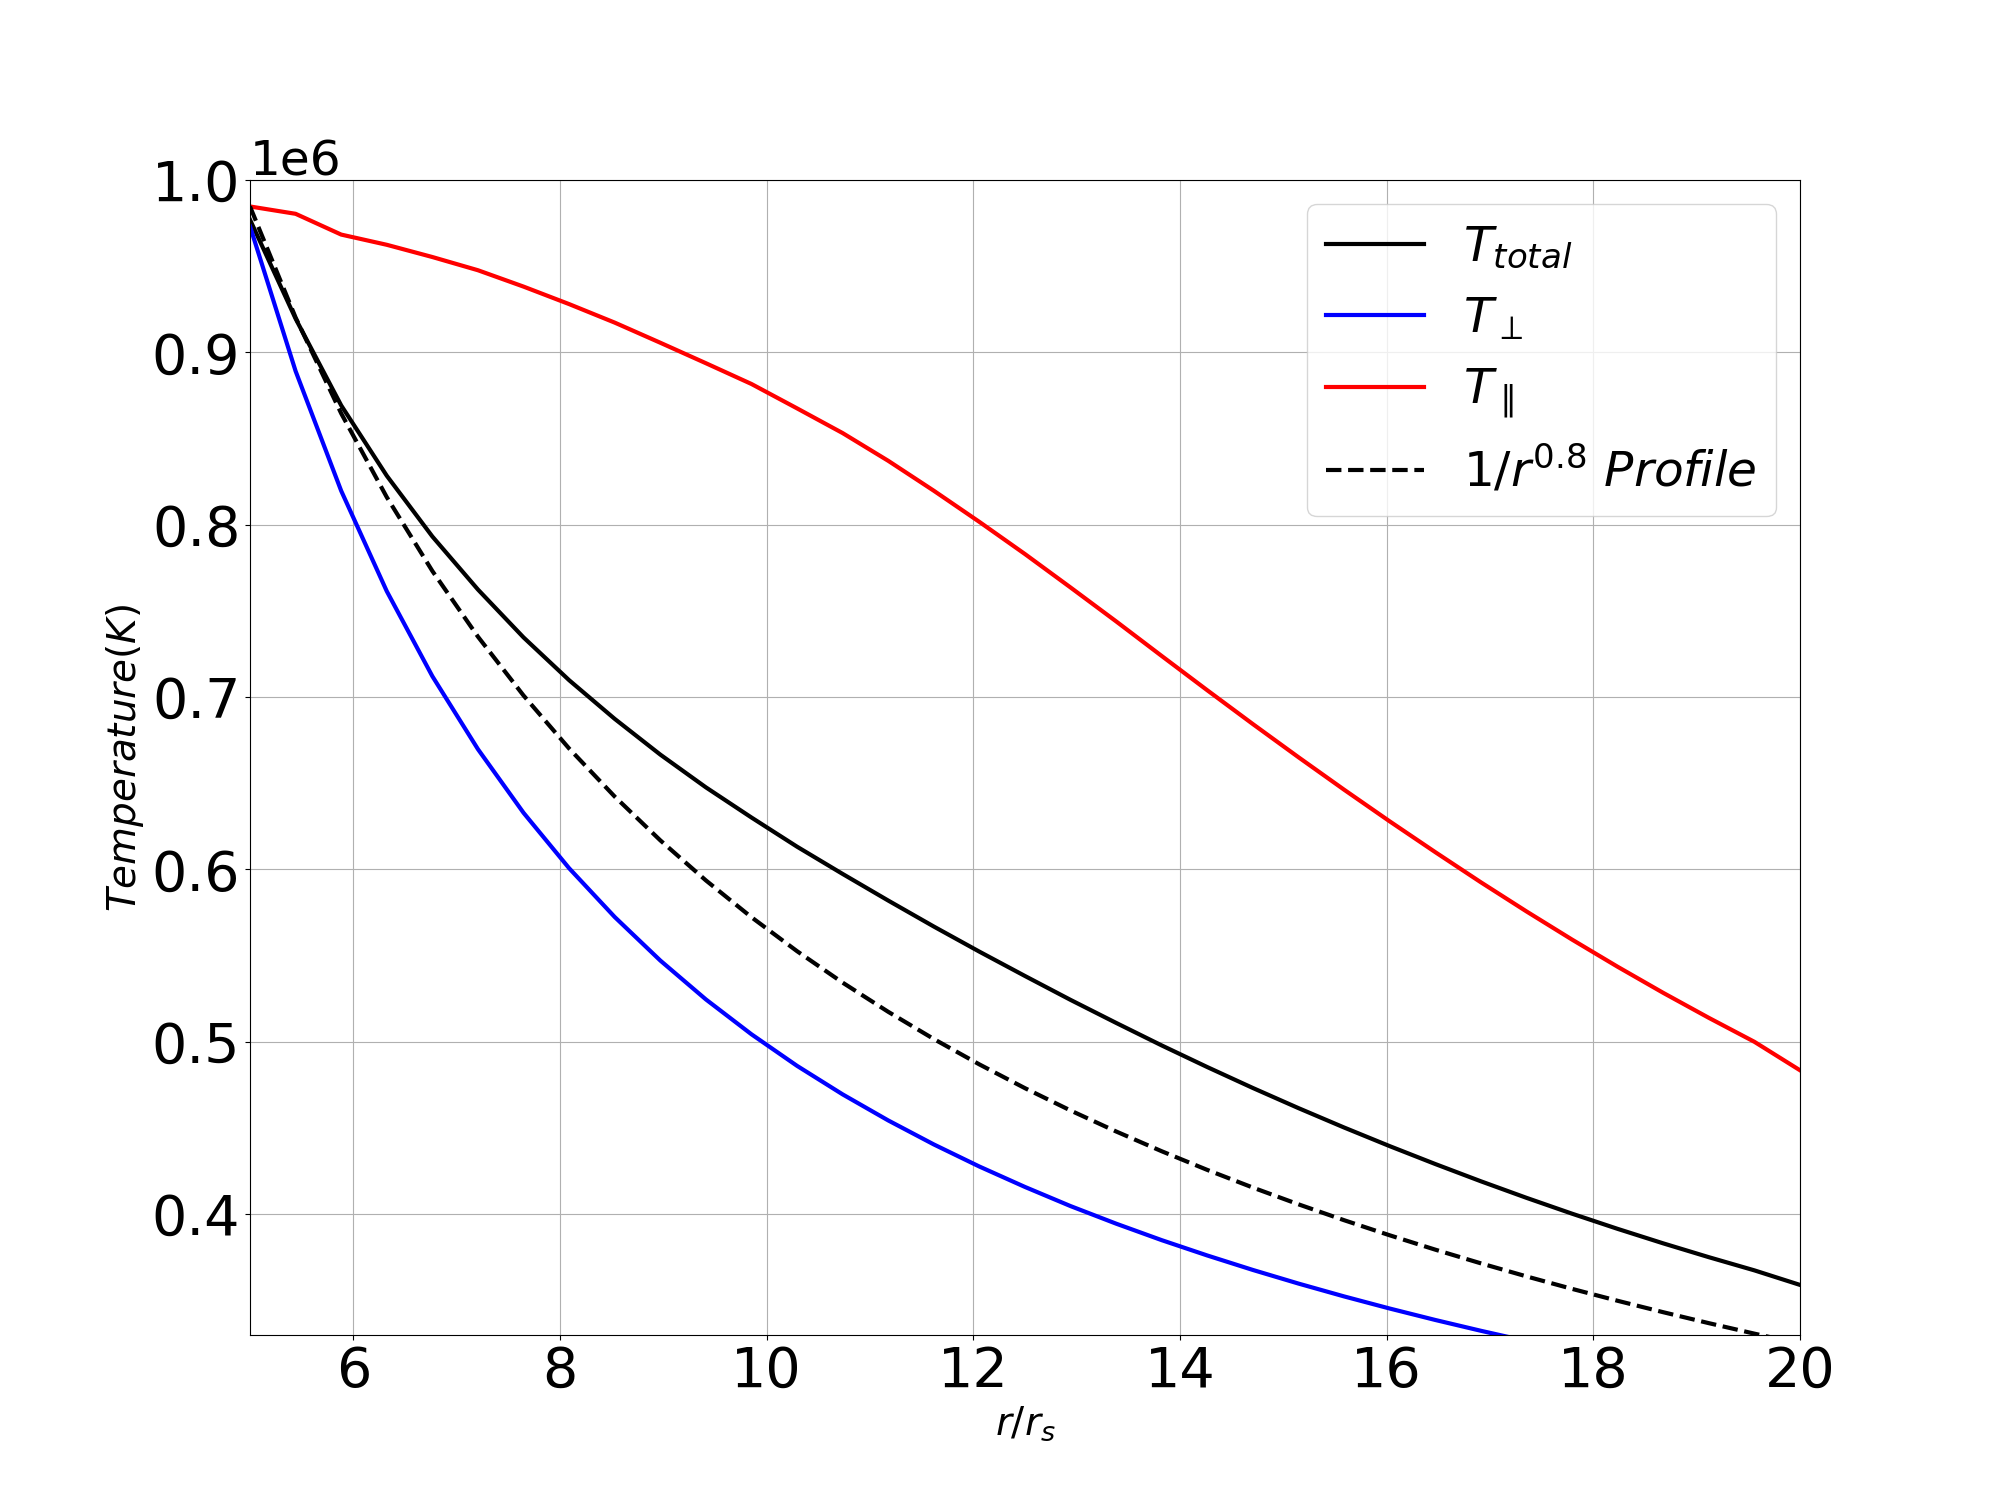 1e6
1.0
0.9
0.8
0.7
0.6
0.5
0.4
Temperature(K)
T_total
T_⊥
T_∥
1/r^0.8 Profile
6 8 10 12 14 16 18 20
r/r_s